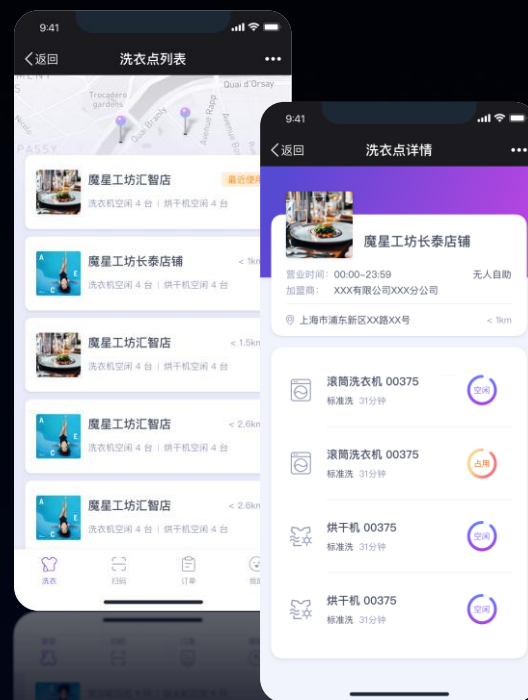 9:41
返回
洗衣点列表
Trocadéro
gardens
Quai d'Orsay
Quai Branly
Avenue Rapp
PASSY
魔星工坊汇智店
洗衣机空闲 4 台 | 烘干机空闲 4 台
魔星工坊长泰店铺
洗衣机空闲 4 台 | 烘干机空闲 4 台
魔星工坊汇智店
< 1.5km
洗衣机空闲 4 台 | 烘干机空闲 4 台
魔星工坊汇智店
< 2.6km
洗衣机空闲 4 台 | 烘干机空闲 4 台
魔星工坊汇智店
< 2.6km
洗衣机空闲 4 台 | 烘干机空闲 4 台
洗衣
扫码
订单
9:41
返回
洗衣点详情
魔星工坊长泰店铺
营业时间: 00:00–23:59
无人自助
加盟商: XXX有限公司XXX分公司
上海市浦东新区XX路XX号
< 1km
滚筒洗衣机 00375
标准洗 31分钟
空闲
滚筒洗衣机 00375
标准洗 31分钟
占用
烘干机 00375
标准洗 31分钟
空闲
烘干机 00375
标准洗 31分钟
空闲